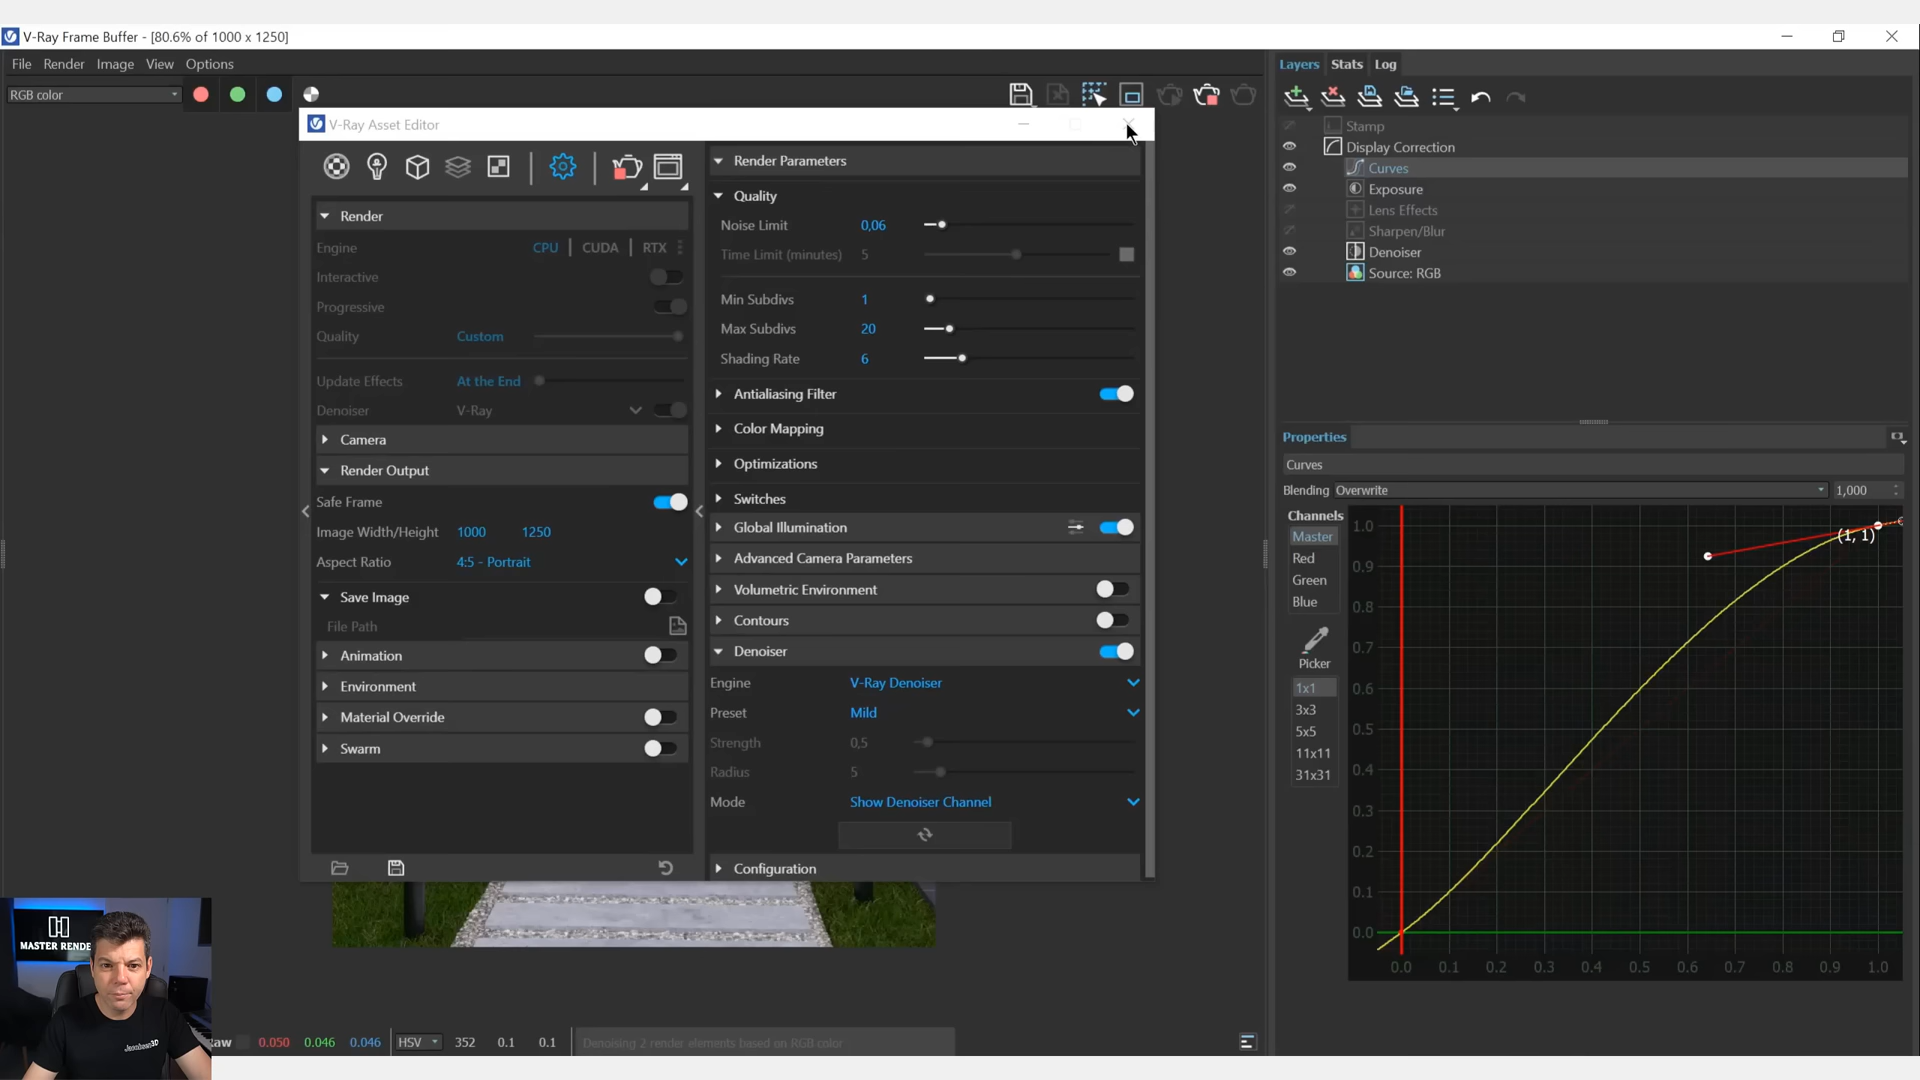 V-Ray Frame Buffer - [80.6% of 1000 x 1250]
File Render Image View Options
RGB color
V-Ray Asset Editor
Render
Engine CPU CUDA RTX
Interactive
Progressive
Quality Custom
Update Effects At the End
Denoiser V-Ray
Camera
Render Output
Safe Frame
Image Width/Height 1000 1250
Aspect Ratio 4:5 - Portrait
Save Image
File Path
Animation
Environment
Material Override
Swarm
Render Parameters
Quality
Noise Limit 0,06
Time Limit (minutes) 5
Min Subdivs 1
Max Subdivs 20
Shading Rate 6
Antialiasing Filter
Color Mapping
Optimizations
Switches
Global Illumination
Advanced Camera Parameters
Volumetric Environment
Contours
Denoiser
Engine V-Ray Denoiser
Preset Mild
Strength 0,5
Radius 5
Mode Show Denoiser Channel
Configuration
Layers Stats Log
Stamp
Display Correction
Curves
Exposure
Lens Effects
Sharpen/Blur
Denoiser
Source: RGB
Properties
Curves
Blending Overwrite 1,000
Channels
Master
Red
Green
Blue
Picker
1x1
3x3
5x5
11x11
31x31
(1, 1)
1.0
0.9
0.8
0.7
0.6
0.5
0.4
0.3
0.2
0.1
0.0
0.0 0.1 0.2 0.3 0.4 0.5 0.6 0.7 0.8 0.9 1.0
MASTER RENDE
Jeanbean3D
aw 0.050 0.046 0.046 HSV 352 0.1 0.1 Denoising 2 render elements based on RGB color